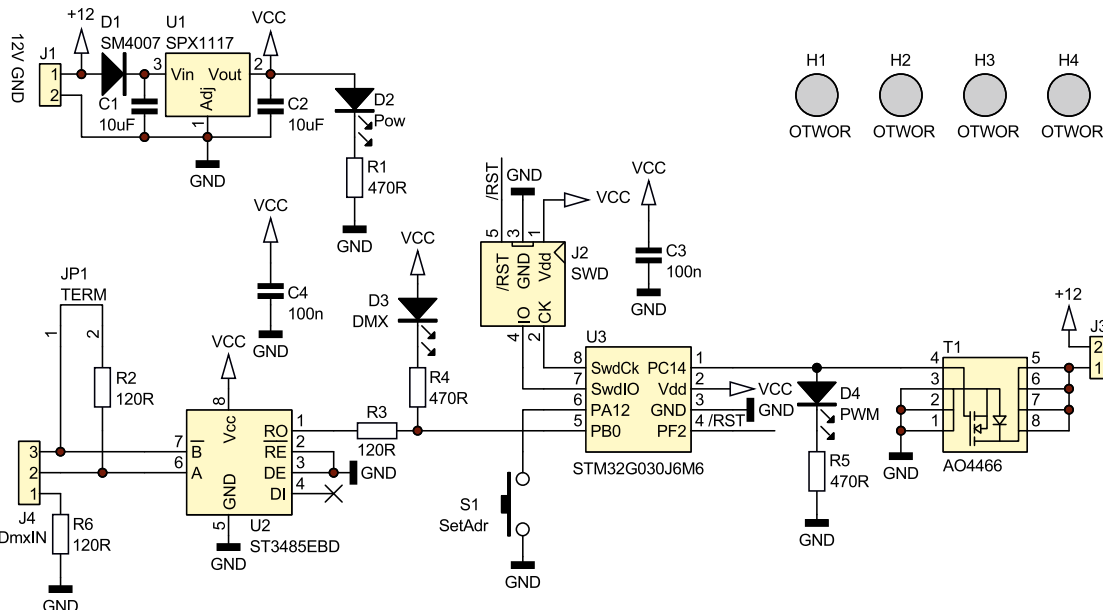 +12
D1
SM4007
U1
SPX1117
VCC
12V GND
J1
1
2
3
Vin
Vout
2
Adj
1
C1
10uF
C2
10uF
D2
Pow
R1
470R
GND
GND
H1
H2
H3
H4
OTWOR
OTWOR
OTWOR
OTWOR
VCC
C4
100n
GND
VCC
D3
DMX
R4
470R
/RST
GND
VCC
5
3
1
/RST
GND
Vdd
IO
CK
4
2
J2
SWD
VCC
C3
100n
GND
JP1
TERM
1
2
R2
120R
VCC
8
Vcc
7
B
6
A
RO
1
RE
2
DE
3
DI
4
GND
5
U2
ST3485EBD
GND
GND
R3
120R
3
2
1
J4
DmxIN
R6
120R
GND
U3
8
SwdCk
PC14
1
7
SwdIO
Vdd
2
VCC
6
PA12
GND
3
GND
5
PB0
PF2
4
/RST
STM32G030J6M6
S1
SetAdr
GND
D4
PWM
R5
470R
GND
T1
4
3
2
1
5
6
7
8
AO4466
GND
+12
J3
2
1